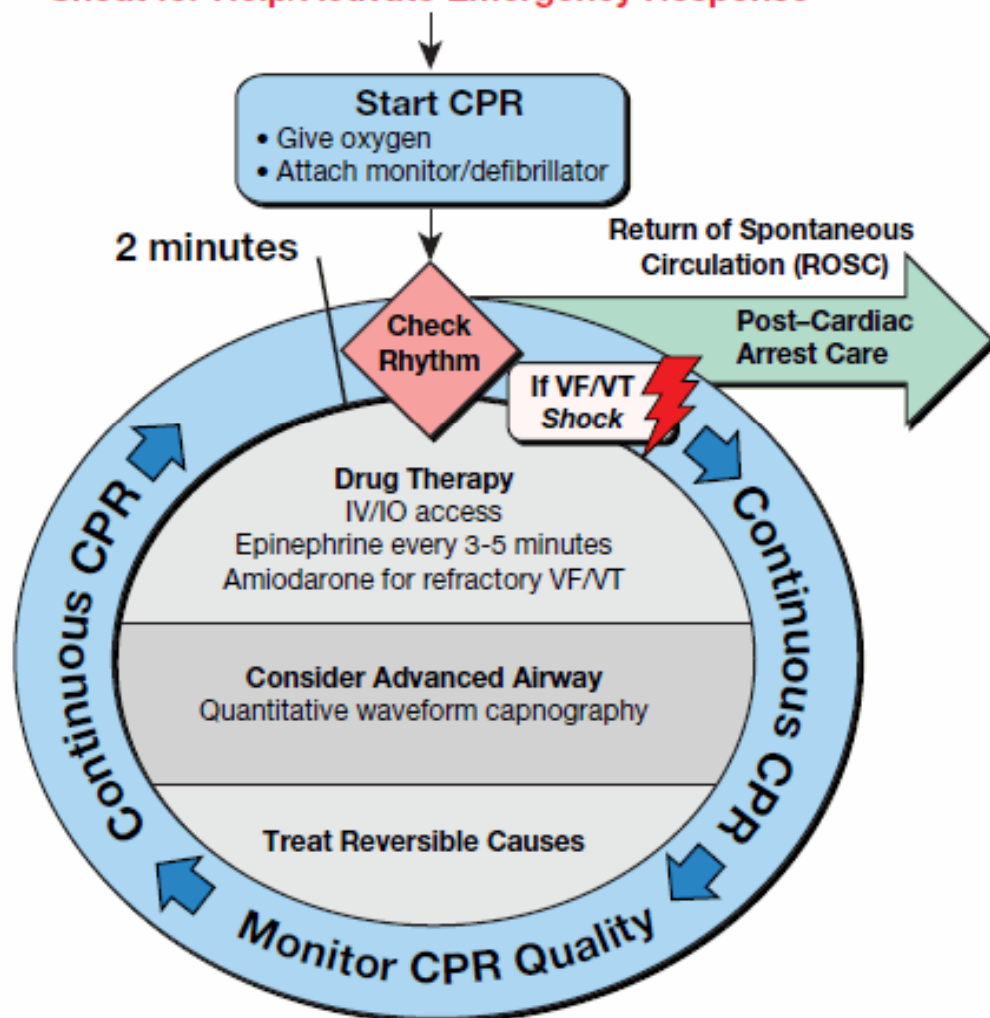 Start CPR
• Give oxygen
• Attach monitor/defibrillator
2 minutes
Return of Spontaneous
Circulation (ROSC)
Check
Rhythm
Post–Cardiac
Arrest Care
If VF/VT
Shock
Drug Therapy
IV/IO access
Epinephrine every 3-5 minutes
Amiodarone for refractory VF/VT
Consider Advanced Airway
Quantitative waveform capnography
Treat Reversible Causes
Continuous CPR
Monitor CPR Quality
Continuous CPR